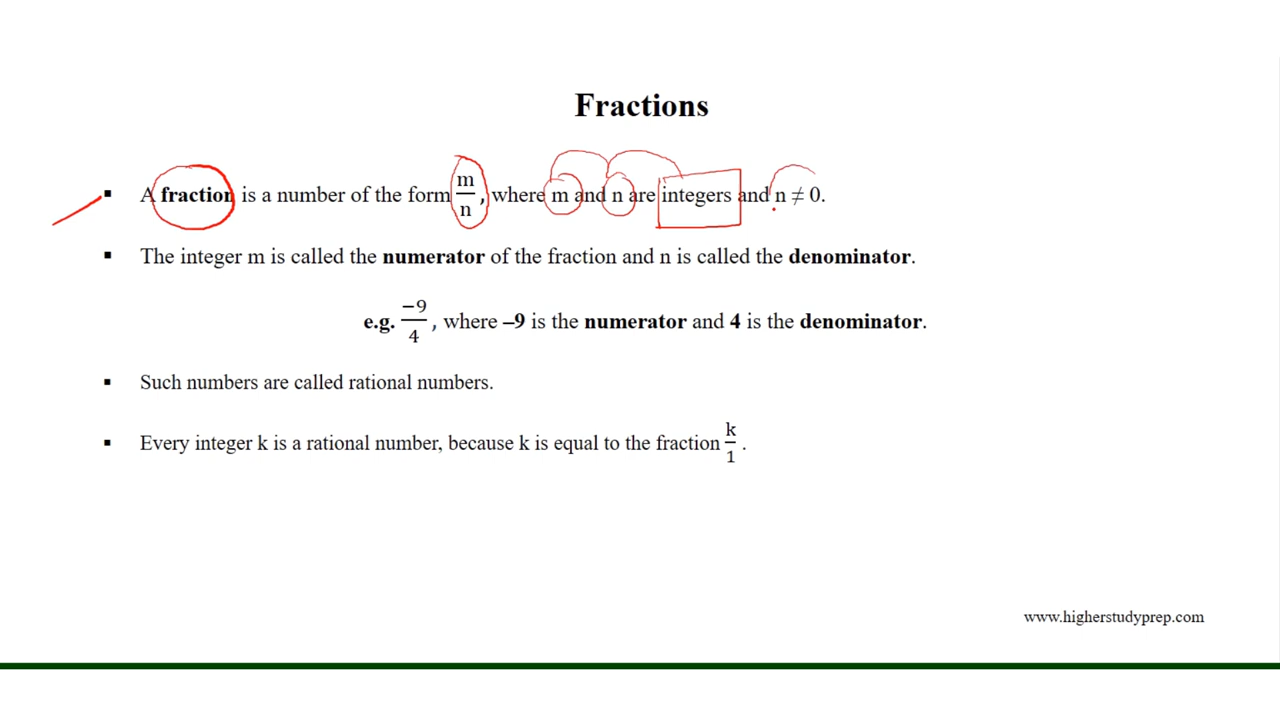 Fractions
▪ A fraction is a number of the form m/n, where m and n are integers and n ≠ 0.
▪ The integer m is called the numerator of the fraction and n is called the denominator.
e.g. −9/4, where –9 is the numerator and 4 is the denominator.
▪ Such numbers are called rational numbers.
▪ Every integer k is a rational number, because k is equal to the fraction k/1.
www.higherstudyprep.com